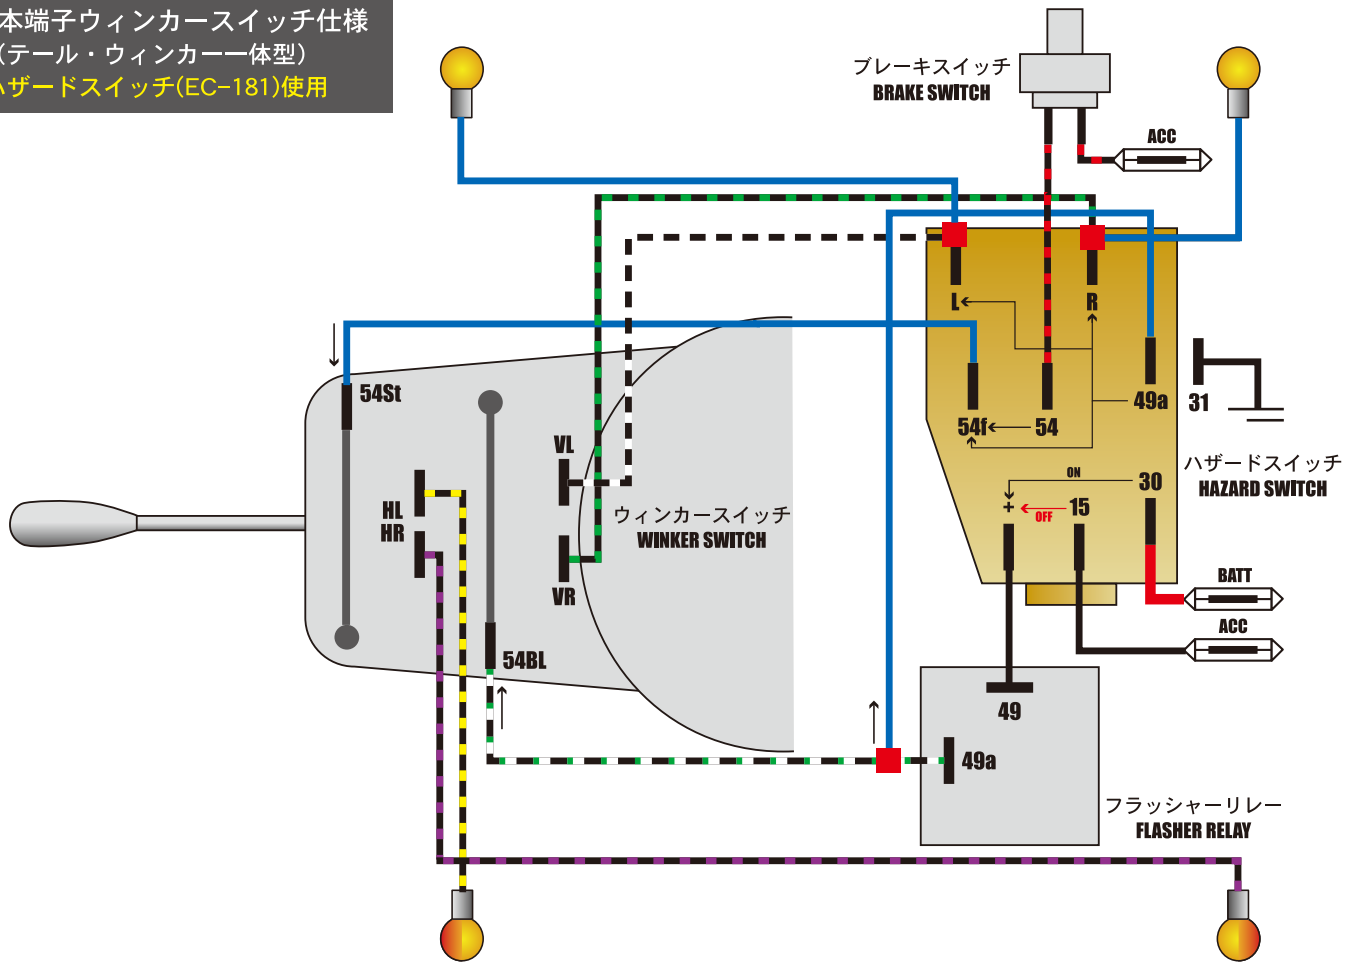 本端子ウィンカースイッチ仕様
(テール・ウィンカー一体型)
ハザードスイッチ(EC-181)使用
ブレーキスイッチ
BRAKE SWITCH
ACC
L
R
54St
54f
54
49a
31
VL
HL
HR
ウィンカースイッチ
WINKER SWITCH
VR
54BL
ON
30
+
OFF
15
ハザードスイッチ
HAZARD SWITCH
BATT
ACC
49
49a
フラッシャーリレー
FLASHER RELAY